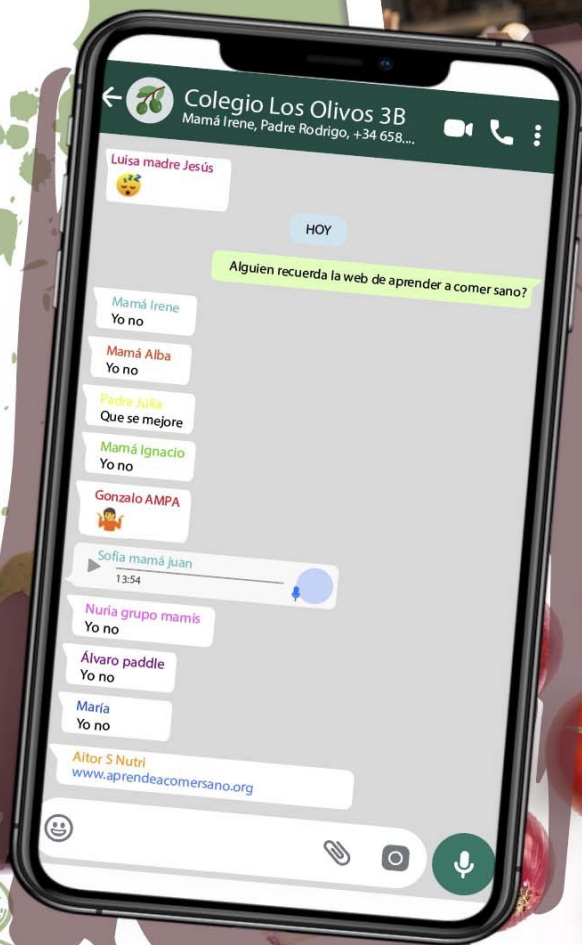 Colegio Los Olivos 3B
Mamá Irene, Padre Rodrigo, +34 658....
Luisa madre Jesús
HOY
Alguien recuerda la web de aprender a comer sano?
Mamá Irene
Yo no
Mamá Alba
Yo no
Padre Júlia
Que se mejore
Mamá Ignacio
Yo no
Gonzalo AMPA
Sofia mamá juan
13:54
Nuria grupo mamis
Yo no
Álvaro paddle
Yo no
María
Yo no
Aitor S Nutri
www.aprendeacomersano.org